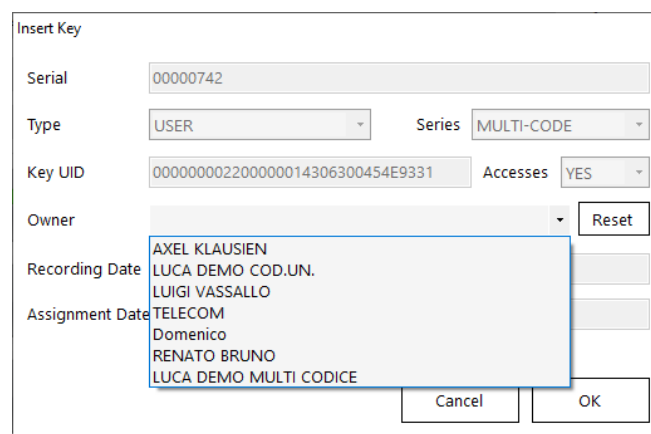 Insert Key
Serial 00000742
Type USER Series MULTI-CODE
Key UID 000000002200000014306300454E9331 Accesses YES
Owner Reset
AXEL KLAUSIEN
Recording Date LUCA DEMO COD.UN.
LUIGI VASSALLO
Assignment Date TELECOM
Domenico
RENATO BRUNO
LUCA DEMO MULTI CODICE
Cancel OK